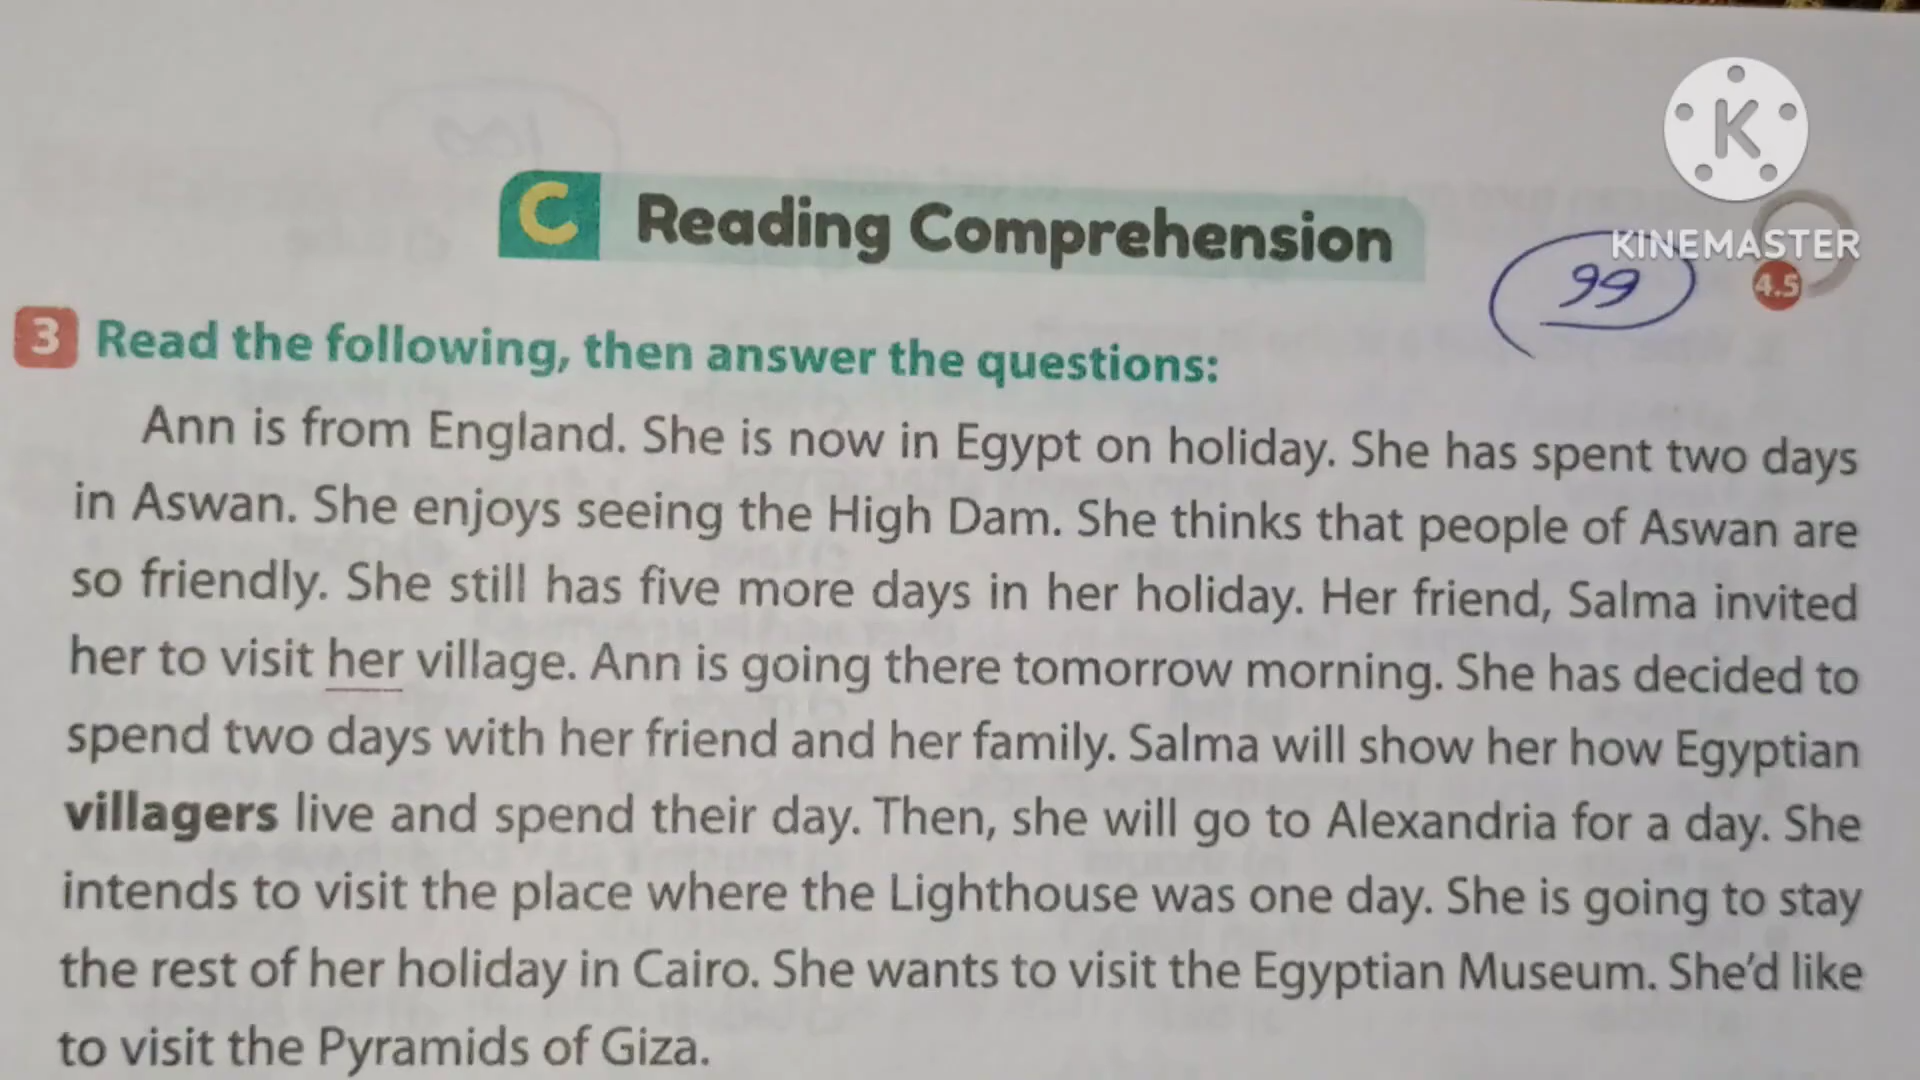 K
KINEMASTER
100
C Reading Comprehension
99
4.5
3 Read the following, then answer the questions:
Ann is from England. She is now in Egypt on holiday. She has spent two days
in Aswan. She enjoys seeing the High Dam. She thinks that people of Aswan are
so friendly. She still has five more days in her holiday. Her friend, Salma invited
her to visit her village. Ann is going there tomorrow morning. She has decided to
spend two days with her friend and her family. Salma will show her how Egyptian
villagers live and spend their day. Then, she will go to Alexandria for a day. She
intends to visit the place where the Lighthouse was one day. She is going to stay
the rest of her holiday in Cairo. She wants to visit the Egyptian Museum. She'd like
to visit the Pyramids of Giza.